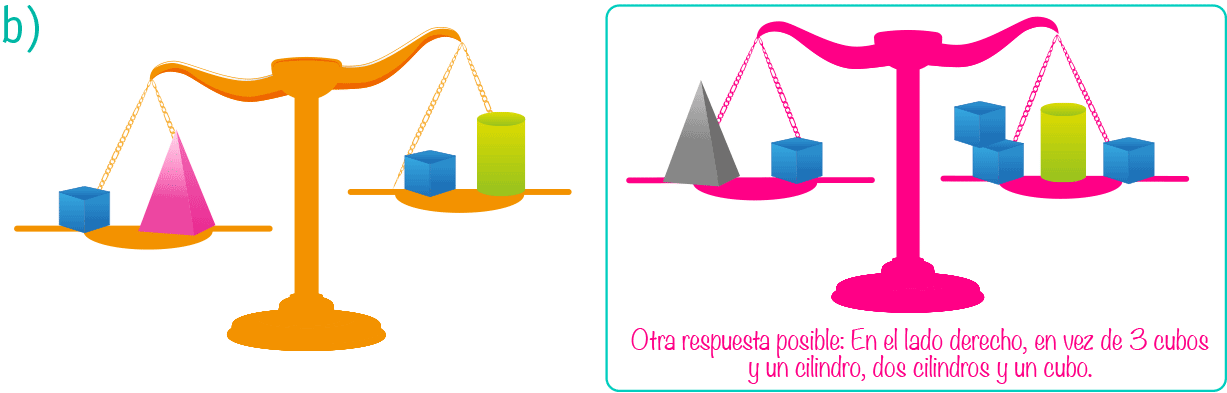 b)
Otra respuesta posible: En el lado derecho, en vez de 3 cubos
y un cilindro, dos cilindros y un cubo.